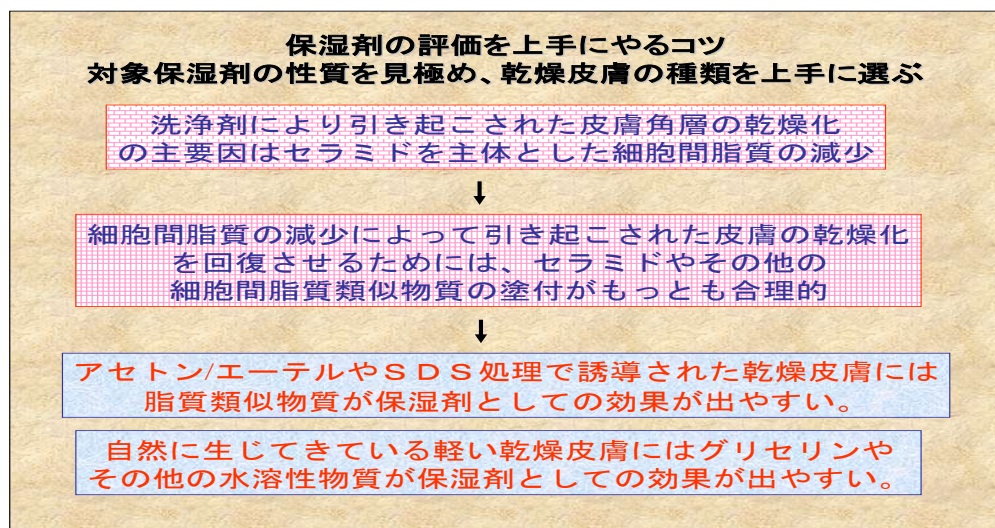 保湿剤の評価を上手にやるコツ
対象保湿剤の性質を見極め、乾燥皮膚の種類を上手に選ぶ
洗浄剤により引き起こされた皮膚角層の乾燥化
の主要因はセラミドを主体とした細胞間脂質の減少
↓
細胞間脂質の減少によって引き起こされた皮膚の乾燥化
を回復させるためには、セラミドやその他の
細胞間脂質類似物質の塗付がもっとも合理的
↓
アセトン/エーテルやＳＤＳ処理で誘導された乾燥皮膚には
脂質類似物質が保湿剤としての効果が出やすい。
自然に生じてきている軽い乾燥皮膚にはグリセリンや
その他の水溶性物質が保湿剤としての効果が出やすい。